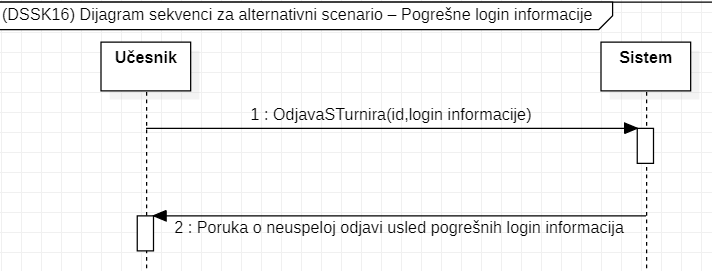 (DSSK16) Dijagram sekvenci za alternativni scenario – Pogrešne login informacije
Učesnik
Sistem
1 : OdjavaSTurnira(id,login informacije)
2 : Poruka o neuspeloj odjavi usled pogrešnih login informacija